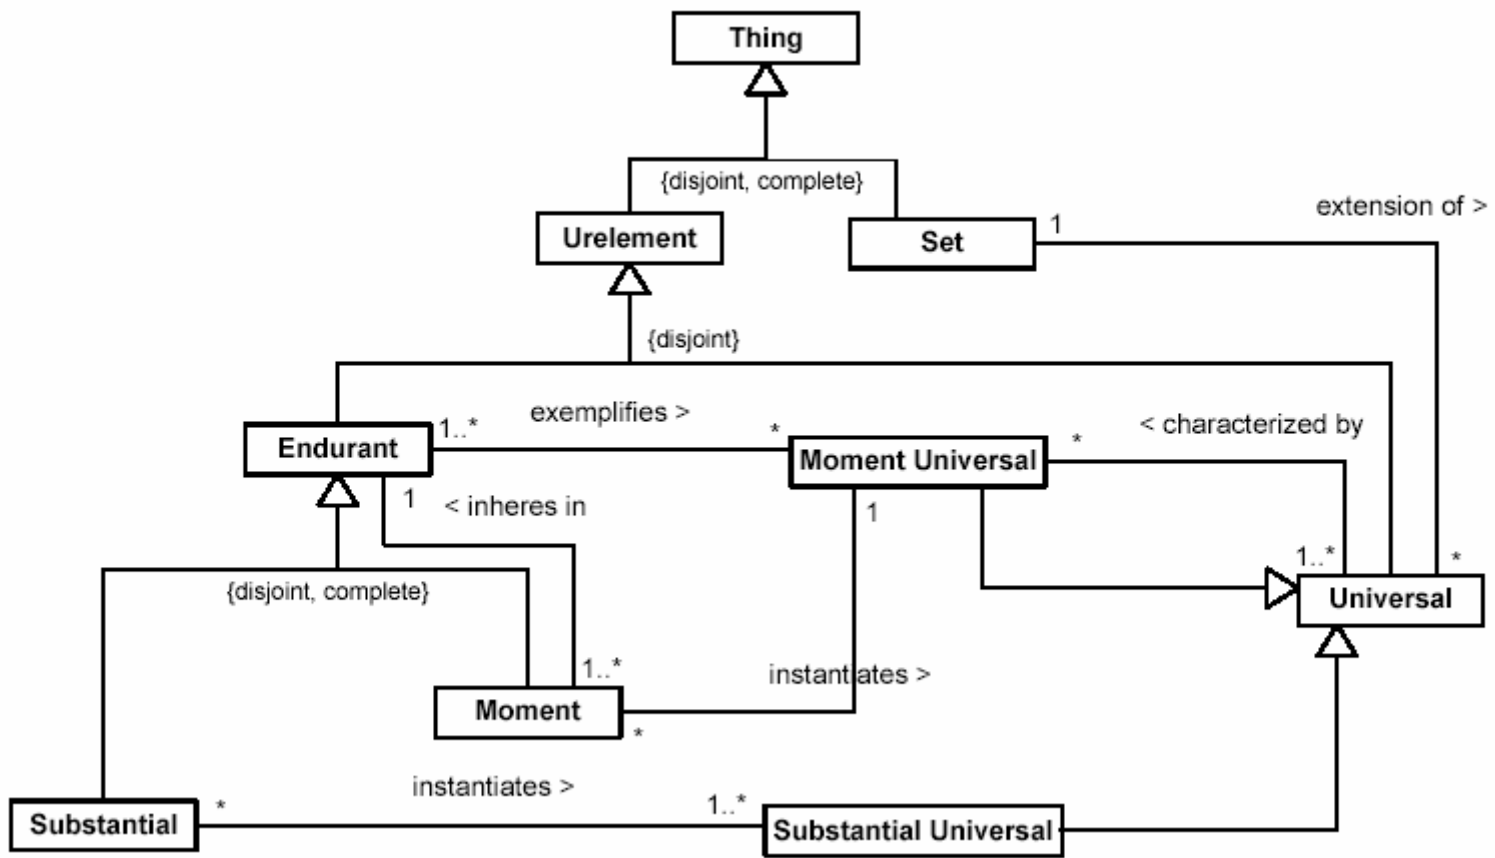 Thing
{disjoint, complete}
extension of >
Urelement
Set
1
{disjoint}
exemplifies >
< characterized by
1..*
*
*
Endurant
Moment Universal
1
< inheres in
1
1..*
*
{disjoint, complete}
Universal
1..*
instantiates >
Moment
*
instantiates >
*
1..*
Substantial
Substantial Universal